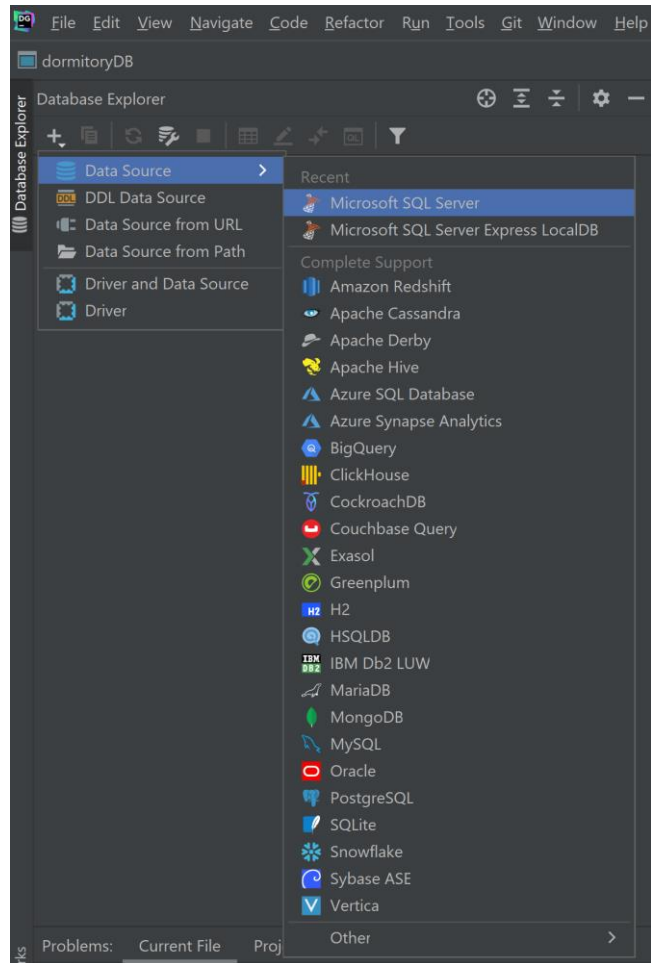 DG File Edit View Navigate Code Refactor Run Tools Git Window Help
dormitoryDB
Database Explorer
Database Explorer
QL
Data Source
DDL DDL Data Source
Data Source from URL
Data Source from Path
Driver and Data Source
Driver
Recent
Microsoft SQL Server
Microsoft SQL Server Express LocalDB
Complete Support
Amazon Redshift
Apache Cassandra
Apache Derby
Apache Hive
Azure SQL Database
Azure Synapse Analytics
BigQuery
ClickHouse
CockroachDB
Couchbase Query
Exasol
Greenplum
H2 H2
HSQLDB
IBM DB2 IBM Db2 LUW
MariaDB
MongoDB
MySQL
Oracle
PostgreSQL
SQLite
Snowflake
Sybase ASE
Vertica
Other
rks
Problems: Current File Proj